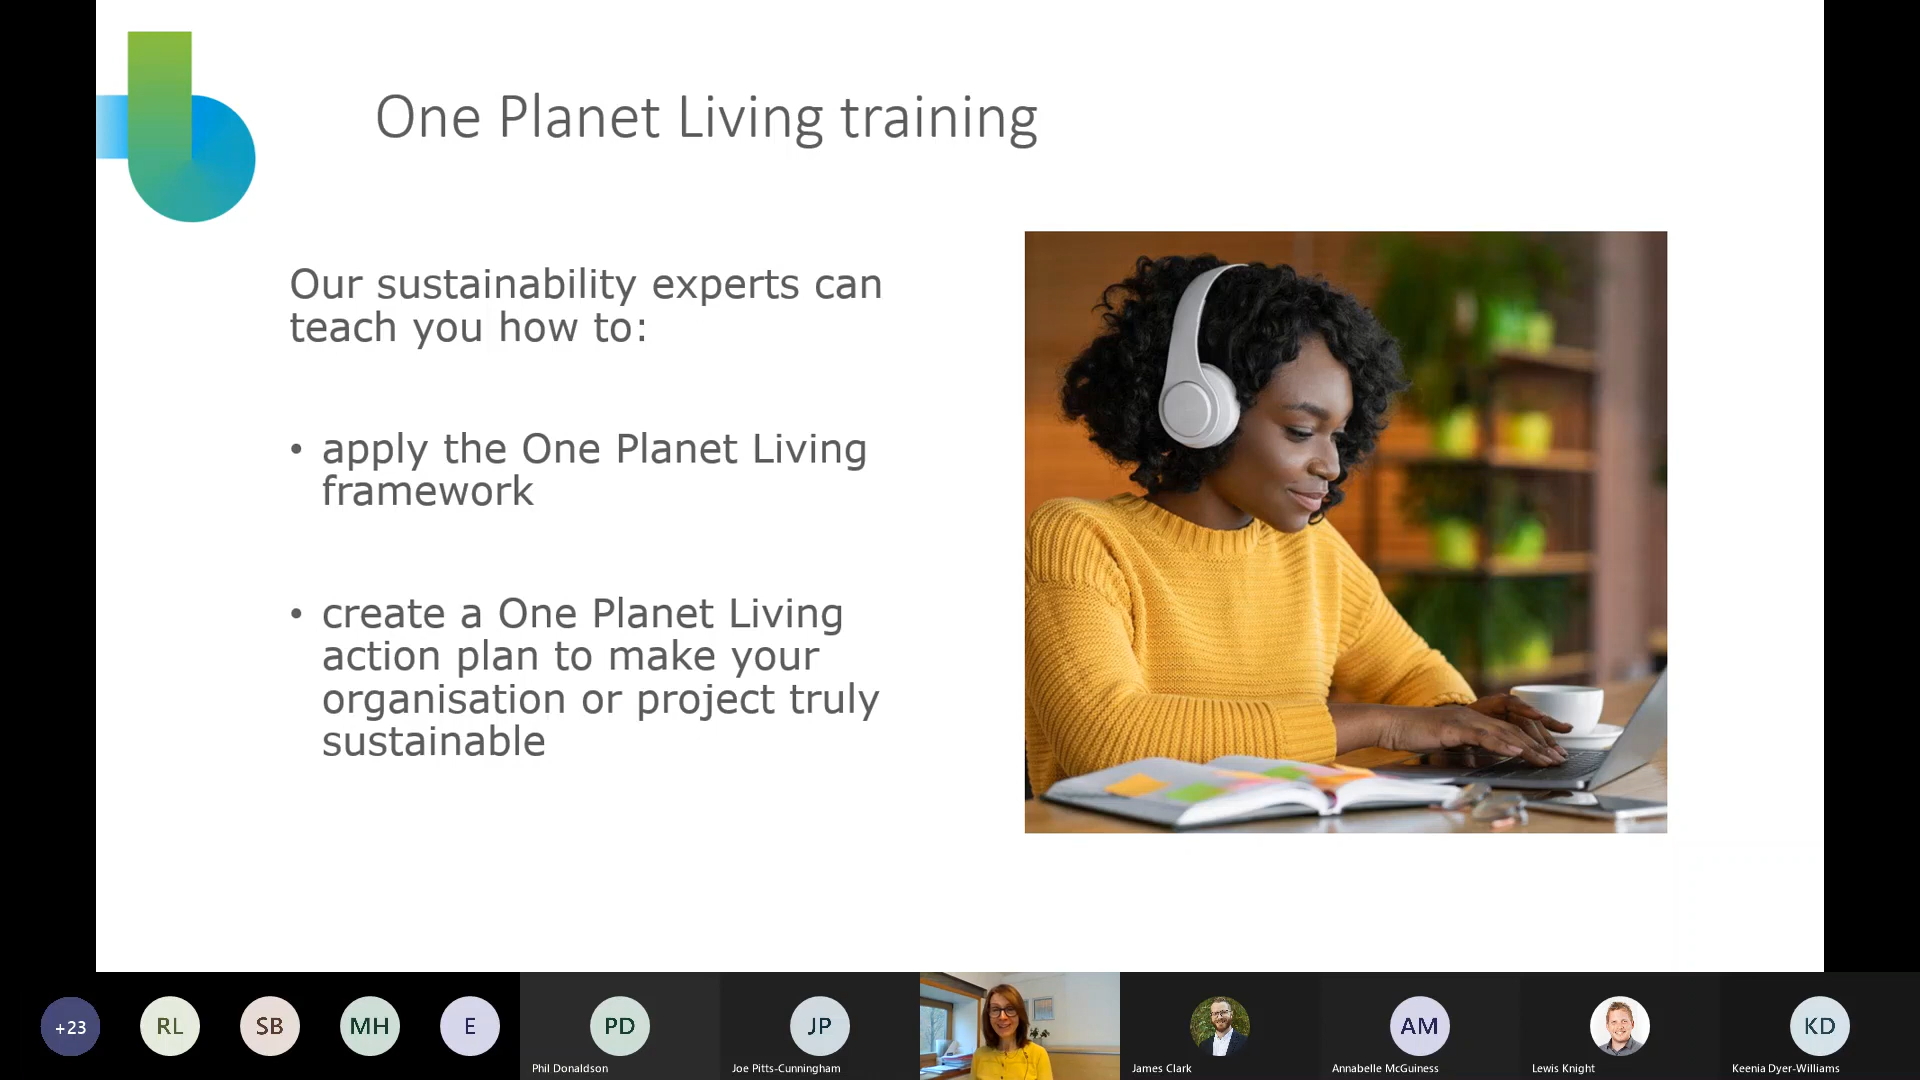 One Planet Living training
Our sustainability experts can
teach you how to:
• apply the One Planet Living
framework
• create a One Planet Living
action plan to make your
organisation or project truly
sustainable
+23
RL
SB
MH
E
PD
Phil Donaldson
JP
Joe Pitts-Cunningham
James Clark
AM
Annabelle McGuiness
Lewis Knight
KD
Keenia Dyer-Williams